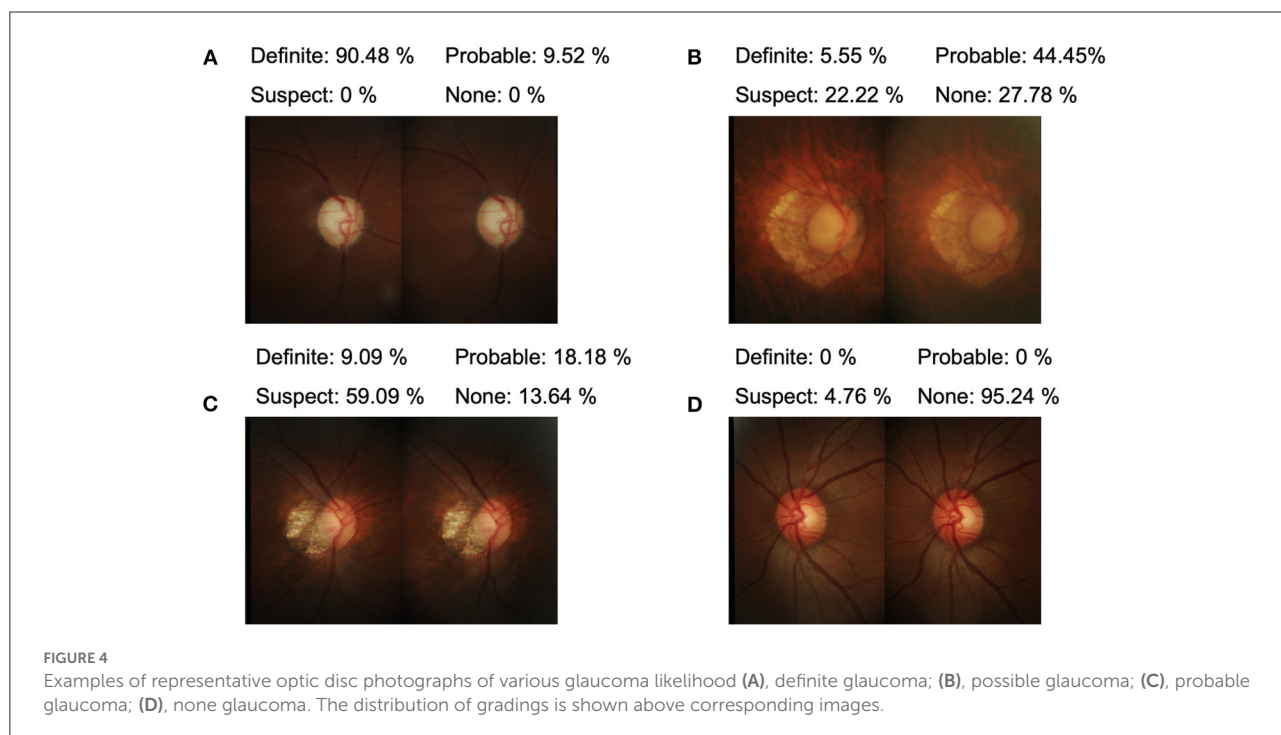 A Definite: 90.48 % Probable: 9.52 %
Suspect: 0 % None: 0 %
B Definite: 5.55 % Probable: 44.45%
Suspect: 22.22 % None: 27.78 %
Definite: 9.09 % Probable: 18.18 %
C Suspect: 59.09 % None: 13.64 %
Definite: 0 % Probable: 0 %
D Suspect: 4.76 % None: 95.24 %
FIGURE 4
Examples of representative optic disc photographs of various glaucoma likelihood (A), definite glaucoma; (B), possible glaucoma; (C), probable
glaucoma; (D), none glaucoma. The distribution of gradings is shown above corresponding images.